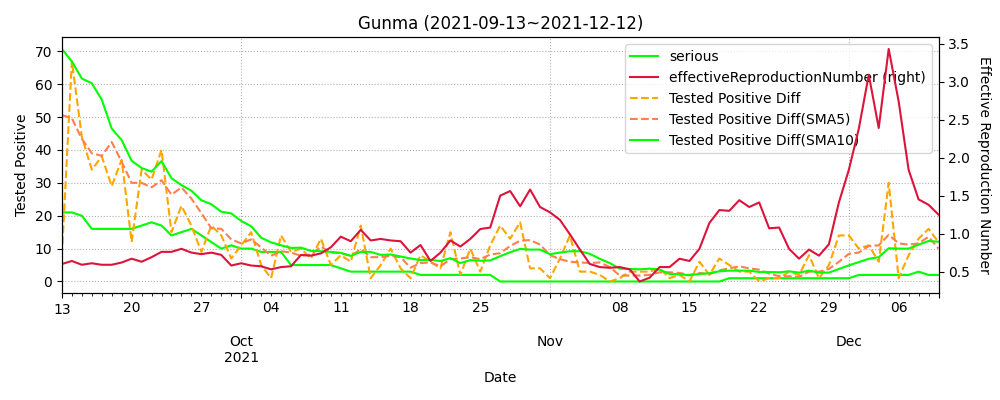 Gunma (2021-09-13~2021-12-12)
serious
effectiveReproductionNumber (right)
Tested Positive Diff
Tested Positive Diff(SMA5)
Tested Positive Diff(SMA10)
Tested Positive
70
60
50
40
30
20
10
0
3.5
3.0
2.5
2.0
1.5
1.0
0.5
Effective Reproduction Number
13 20 27 04 11 18 25 08 15 22 29 06
Oct Nov Dec
2021
Date